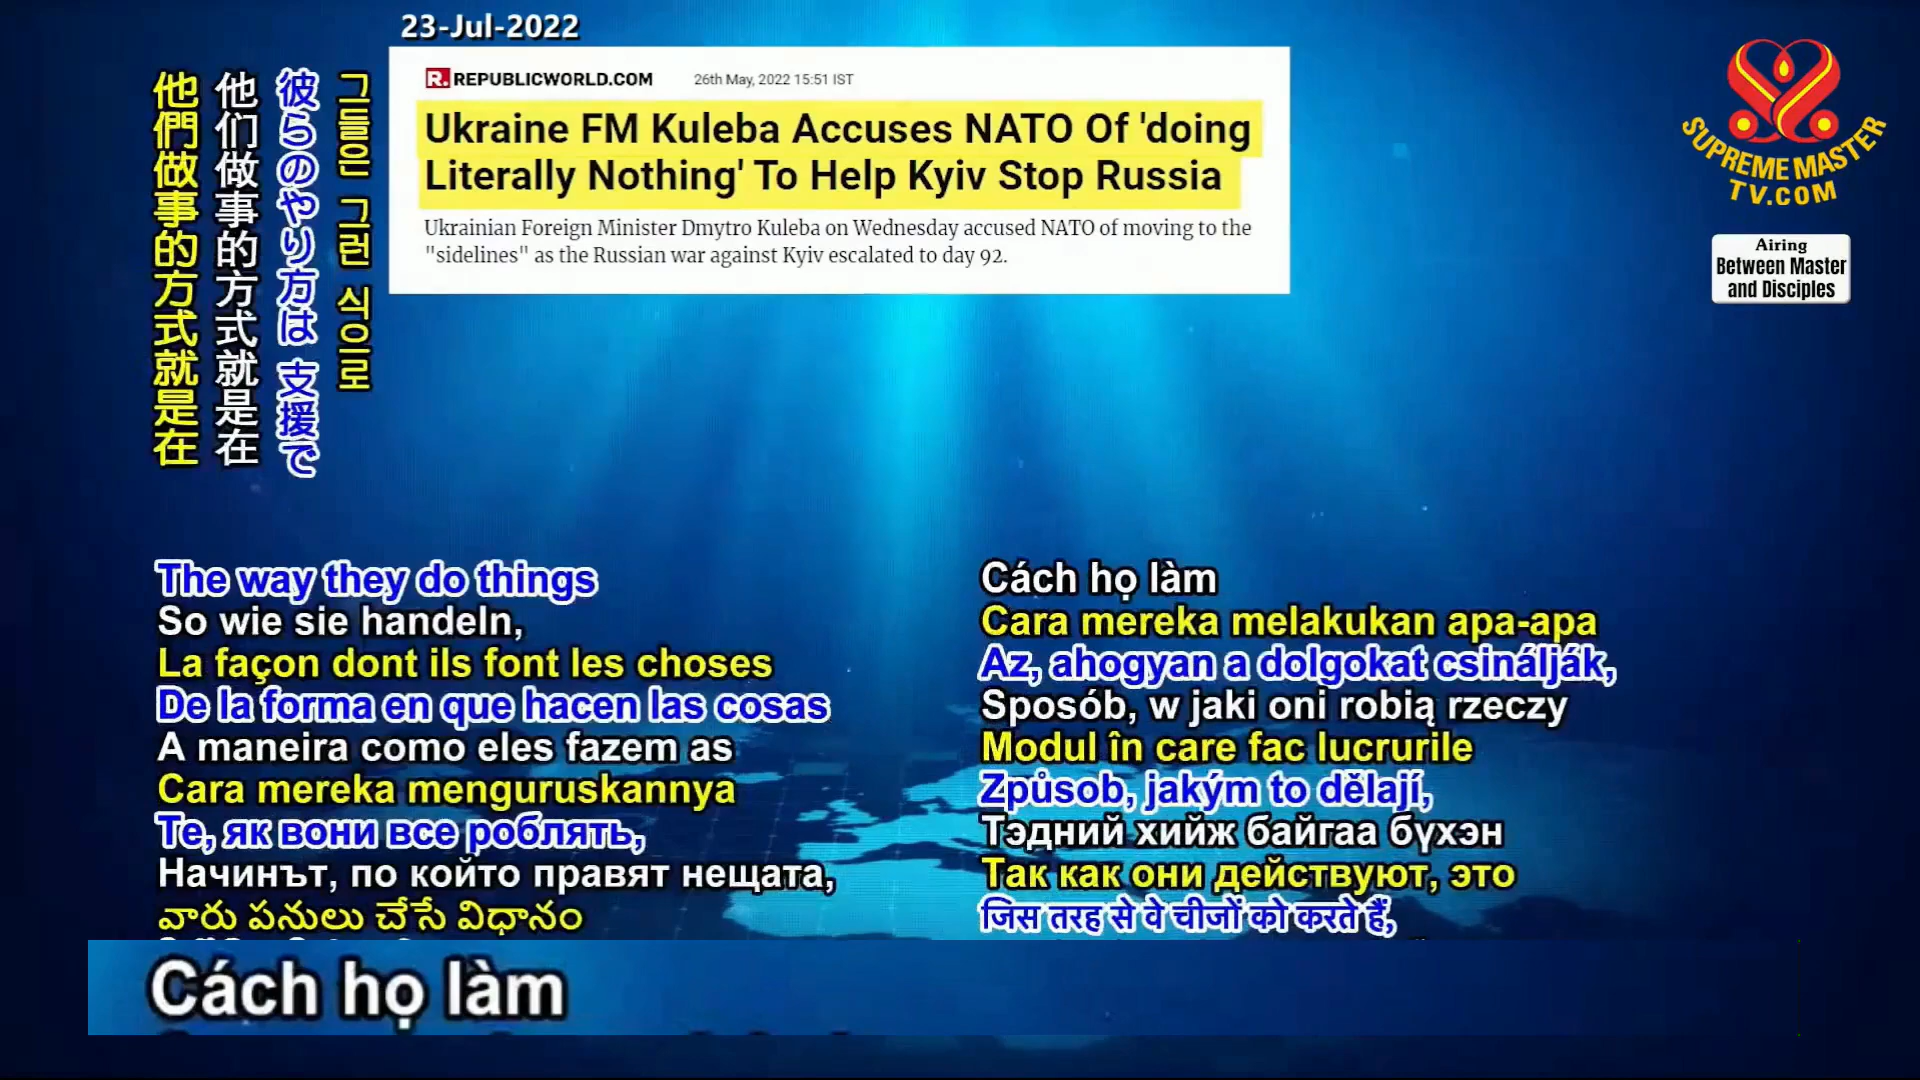 23-Jul-2022
R. REPUBLICWORLD.COM 26th May, 2022 15:51 IST
Ukraine FM Kuleba Accuses NATO Of 'doing
Literally Nothing' To Help Kyiv Stop Russia
Ukrainian Foreign Minister Dmytro Kuleba on Wednesday accused NATO of moving to the
"sidelines" as the Russian war against Kyiv escalated to day 92.
SUPREME MASTER
TV.COM
Airing
Between Master
and Disciples
그들은 그런 식으로
彼らのやり方は 支援で
他们做事的方式就是在
他們做事的方式就是在
The way they do things
So wie sie handeln,
La façon dont ils font les choses
De la forma en que hacen las cosas
A maneira como eles fazem as
Cara mereka menguruskannya
Те, як вони все роблять,
Начинът, по който правят нещата,
వారు పనులు చేసే విధానం
Cách họ làm
Cara mereka melakukan apa-apa
Az, ahogyan a dolgokat csinálják,
Sposób, w jaki oni robią rzeczy
Modul în care fac lucrurile
Způsob, jakým to dělají,
Тэдний хийж байгаа бүхэн
Так как они действуют, это
जिस तरह से वे चीजों को करते हैं,
Cách họ làm